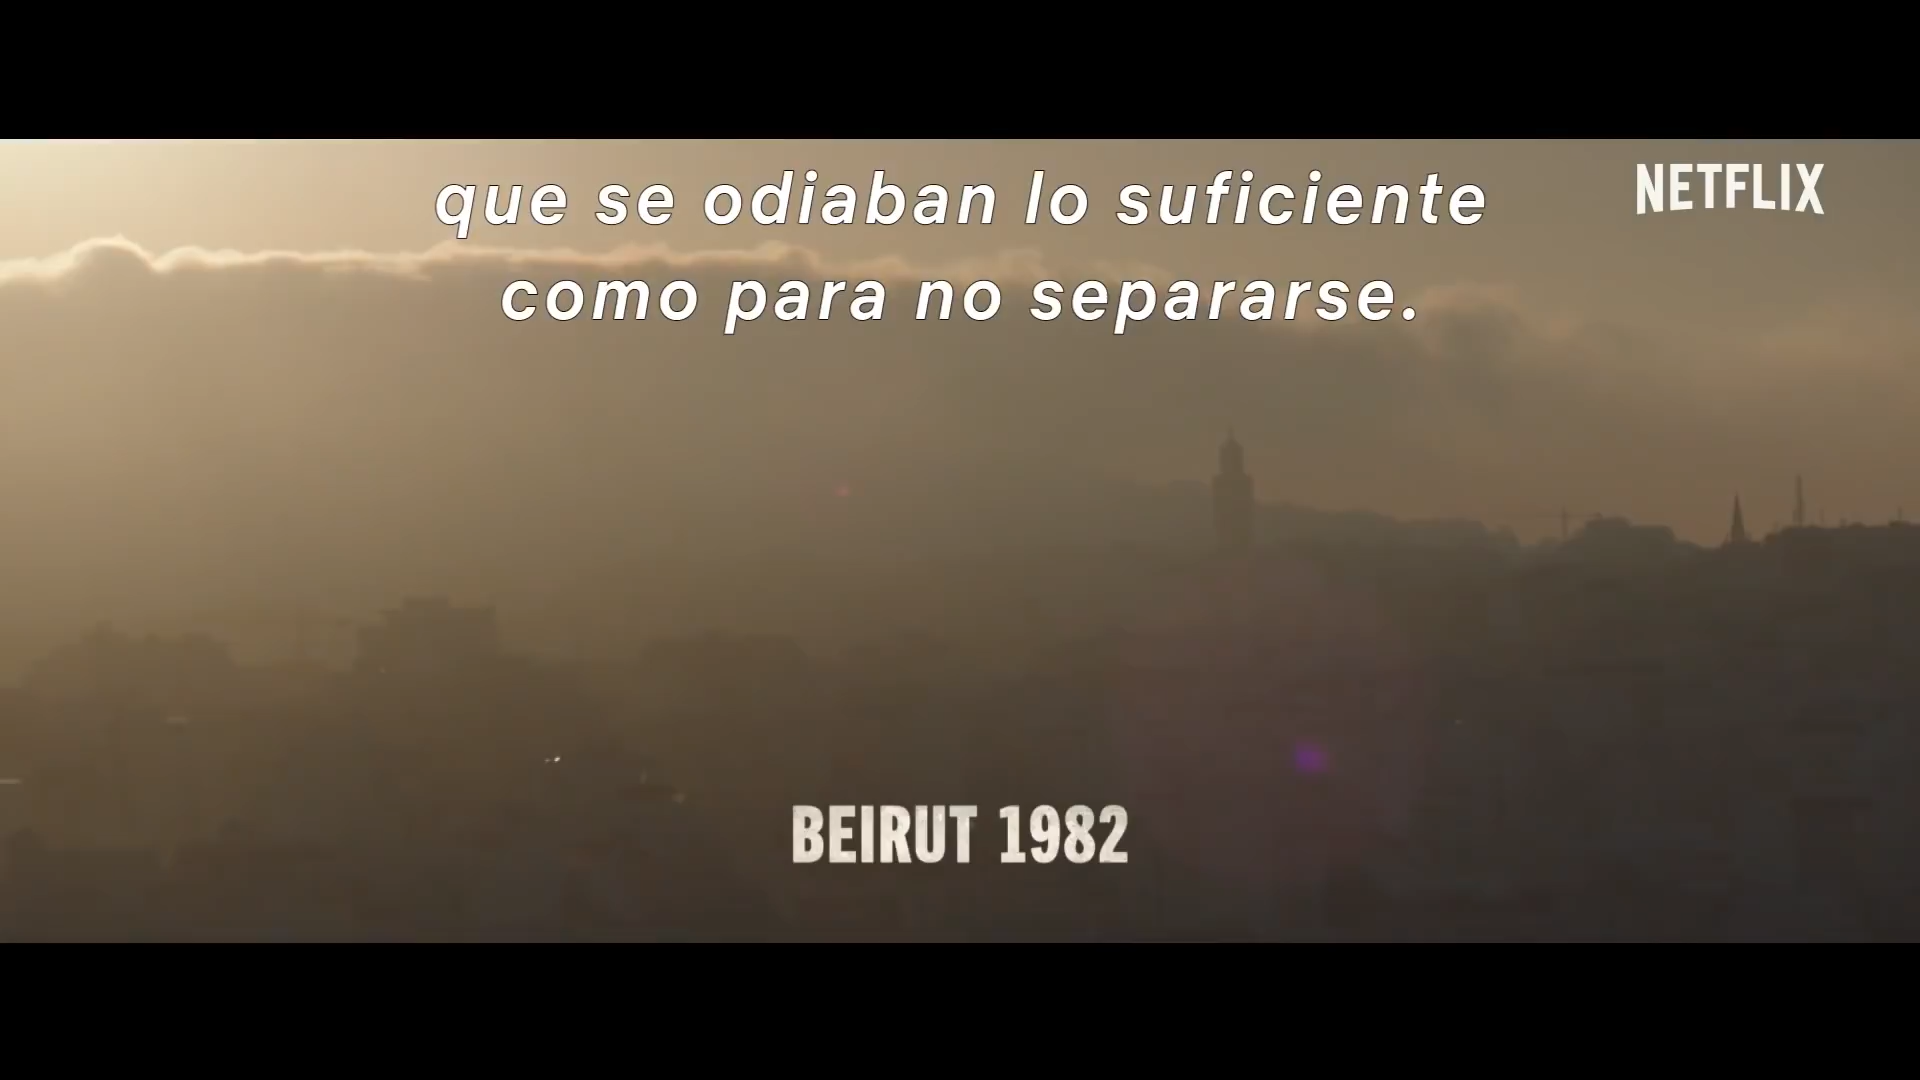 que se odiaban lo suficiente
NETFLIX
como para no separarse.
BEIRUT 1982